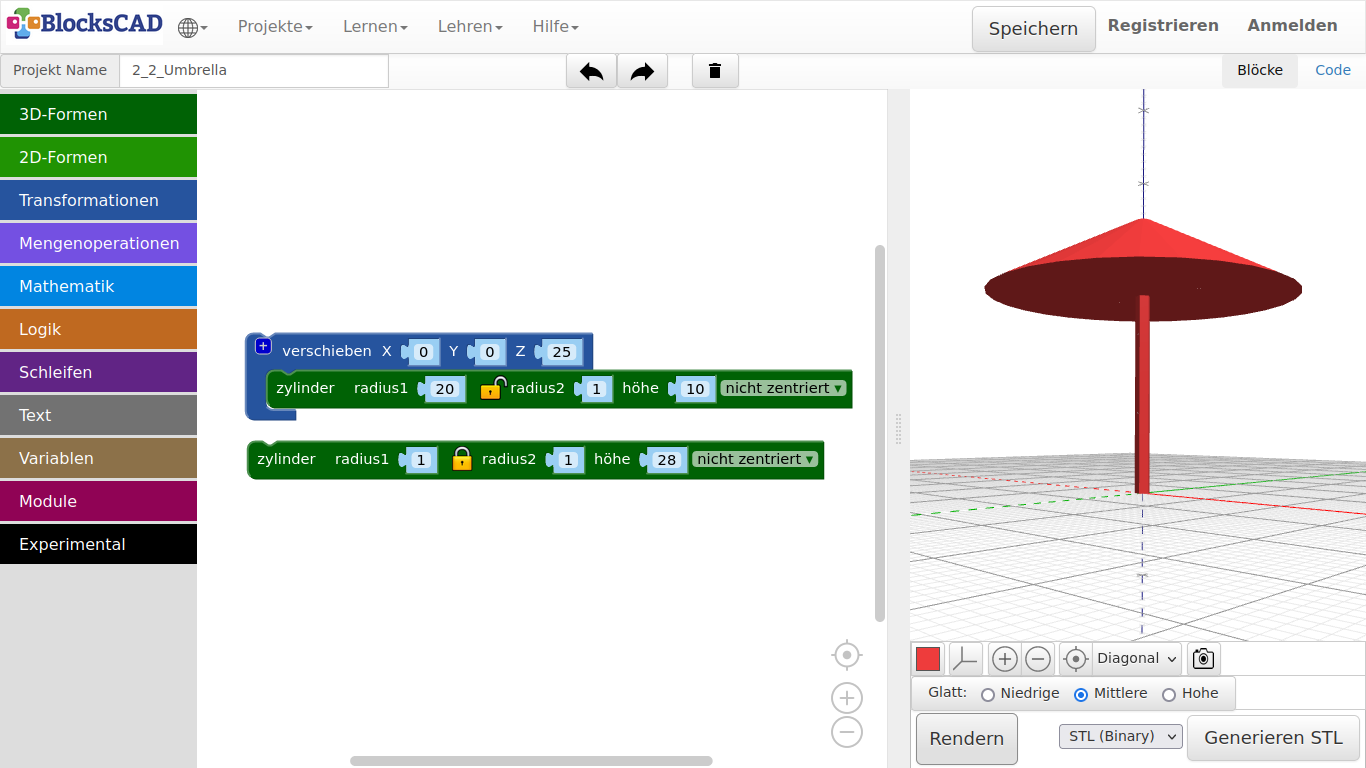 BlocksCAD Projekte Lernen Lehren Hilfe Speichern Registrieren Anmelden
Projekt Name 2_2_Umbrella Blöcke Code
3D-Formen
2D-Formen
Transformationen
Mengenoperationen
Mathematik
Logik
Schleifen
Text
Variablen
Module
Experimental
+ verschieben X 0 Y 0 Z 25
zylinder radius1 20 radius2 1 höhe 10 nicht zentriert
zylinder radius1 1 radius2 1 höhe 28 nicht zentriert
Diagonal
Glatt: Niedrige Mittlere Hohe
Rendern STL (Binary) Generieren STL